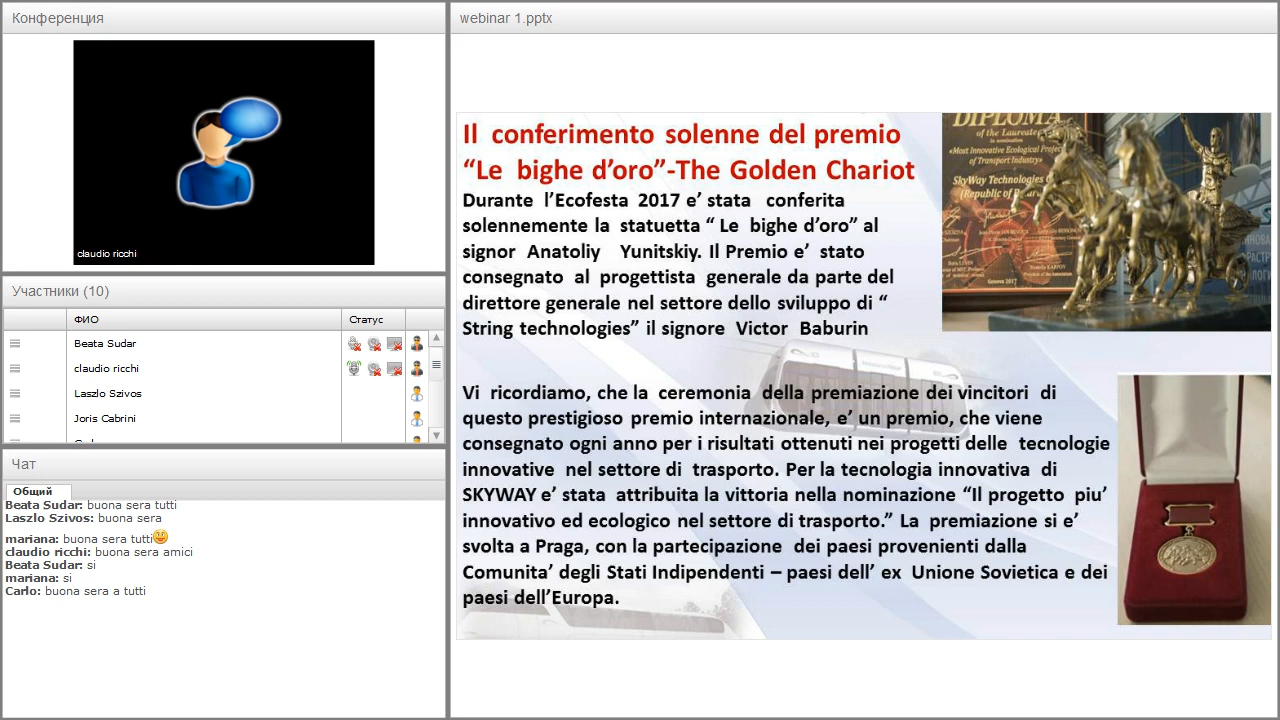 Конференция
claudio ricchi
Участники (10)
ФИО
Статус
Beata Sudar
claudio ricchi
Laszlo Szivos
Joris Cabrini
Чат
Общий
Beata Sudar: buona sera tutti
Laszlo Szivos: buona sera
mariana: buona sera tutti
claudio ricchi: buona sera amici
Beata Sudar: si
mariana: si
Carlo: buona sera a tutti
webinar 1.pptx
Il conferimento solenne del premio
“Le bighe d’oro”-The Golden Chariot
Durante l’Ecofesta 2017 e’ stata conferita
solennemente la statuetta “ Le bighe d’oro” al
signor Anatoliy Yunitskiy. Il Premio e’ stato
consegnato al progettista generale da parte del
direttore generale nel settore dello sviluppo di “
String technologies” il signore Victor Baburin
Vi ricordiamo, che la ceremonia della premiazione dei vincitori di
questo prestigioso premio internazionale, e’ un premio, che viene
consegnato ogni anno per i risultati ottenuti nei progetti delle tecnologie
innovative nel settore di trasporto. Per la tecnologia innovativa di
SKYWAY e’ stata attribuita la vittoria nella nominazione “Il progetto piu’
innovativo ed ecologico nel settore di trasporto.” La premiazione si e’
svolta a Praga, con la partecipazione dei paesi provenienti dalla
Comunita’ degli Stati Indipendenti – paesi dell’ ex Unione Sovietica e dei
paesi dell’Europa.
DIPLOMA
of the Laureate
in nomination
«Most Innovative Ecological Project
of Transport Industry»
SkyWay Technologies
(Republic of
Geneva 2017